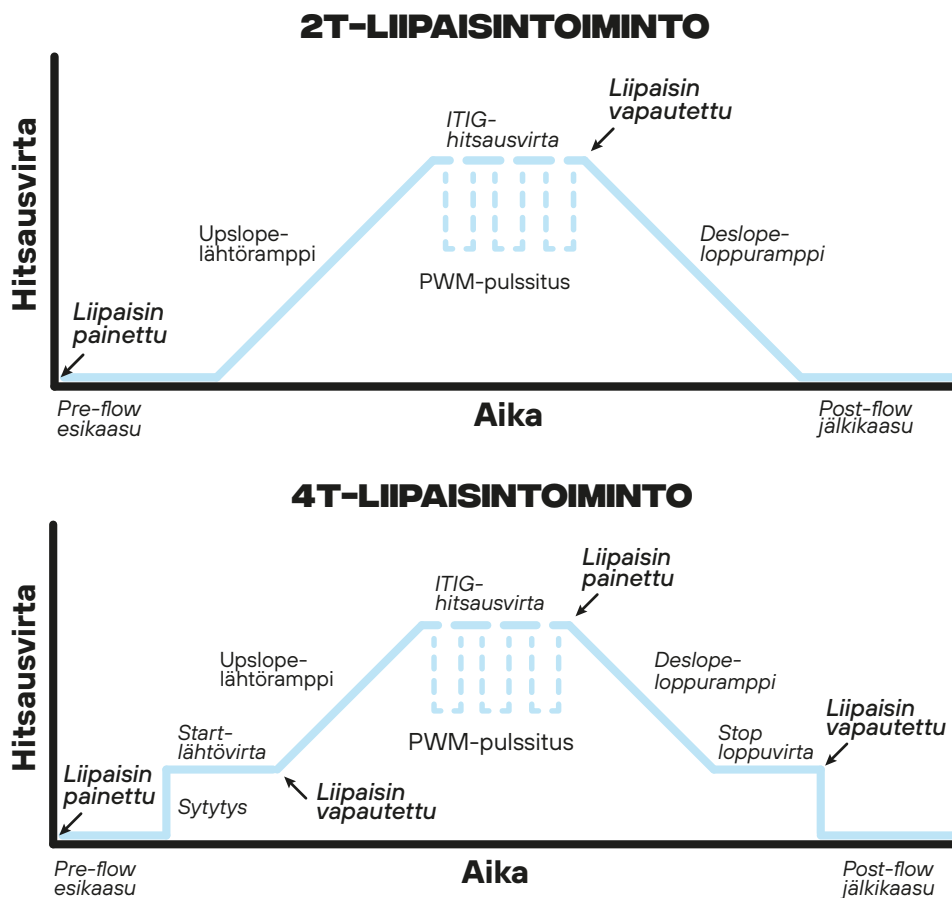 2T-LIIPAISINTOIMINTO
Hitsausvirta
Liipaisin
painettu
Upslope-
lähtöramppi
ITIG-
hitsausvirta
PWM-pulssitus
Liipaisin
vapautettu
Deslope-
loppuramppi
Pre-flow
esikaasu
Aika
Post-flow
jälkikaasu
4T-LIIPAISINTOIMINTO
Hitsausvirta
Liipaisin
painettu
Start-
lähtövirta
Sytytys
Upslope-
lähtöramppi
Liipaisin
vapautettu
ITIG-
hitsausvirta
PWM-pulssitus
Liipaisin
painettu
Deslope-
loppuramppi
Stop
loppuvirta
Liipaisin
vapautettu
Pre-flow
esikaasu
Aika
Post-flow
jälkikaasu